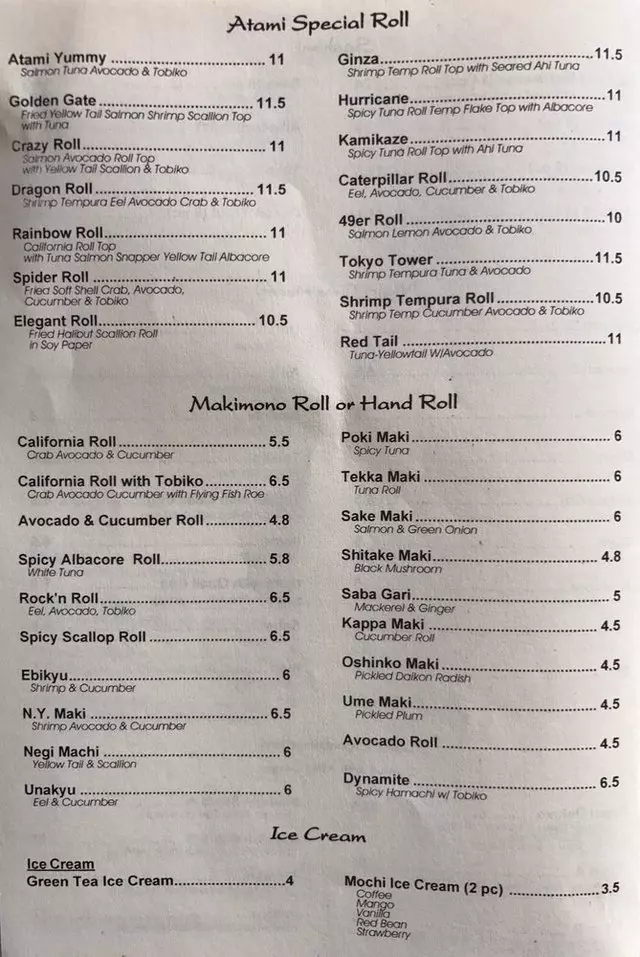 Atami Special Roll
Atami Yummy ........ 11
Salmon Tuna Avocado & Tobiko
Golden Gate ........ 11.5
Fried Yellow Tail Salmon Shrimp Scallion Top
with Tuna
Crazy Roll ........ 11
Salmon Avocado Roll Top
with Yellow Tail Scallion & Tobiko
Dragon Roll ........ 11.5
Shrimp Tempura Eel Avocado Crab & Tobiko
Rainbow Roll ........ 11
California Roll Top
with Tuna Salmon Snapper Yellow Tail Albacore
Spider Roll ........ 11
Fried Soft Shell Crab, Avocado,
Cucumber & Tobiko
Elegant Roll ........ 10.5
Fried Halibut Scallion Roll
in Soy Paper
Ginza ........ 11.5
Shrimp Temp Roll Top with Seared Ahi Tuna
Hurricane ........ 11
Spicy Tuna Roll Temp Flake Top with Albacore
Kamikaze ........ 11
Spicy Tuna Roll Top with Ahi Tuna
Caterpillar Roll ........ 10.5
Eel, Avocado, Cucumber & Tobiko
49er Roll ........ 10
Salmon Lemon Avocado & Tobiko
Tokyo Tower ........ 11.5
Shrimp Tempura Tuna & Avocado
Shrimp Tempura Roll ........ 10.5
Shrimp Temp Cucumber Avocado & Tobiko
Red Tail ........ 11
Tuna-Yellowtail W/Avocado
Makimono Roll or Hand Roll
California Roll ........ 5.5
Crab Avocado & Cucumber
California Roll with Tobiko ........ 6.5
Crab Avocado Cucumber with Flying Fish Roe
Avocado & Cucumber Roll ........ 4.8
Spicy Albacore Roll ........ 5.8
White Tuna
Rock'n Roll ........ 6.5
Eel, Avocado, Tobiko
Spicy Scallop Roll ........ 6.5
Ebikyu ........ 6
Shrimp & Cucumber
N.Y. Maki ........ 6.5
Shrimp Avocado & Cucumber
Negi Machi ........ 6
Yellow Tail & Scallion
Unakyu ........ 6
Eel & Cucumber
Poki Maki ........ 6
Spicy Tuna
Tekka Maki ........ 6
Tuna Roll
Sake Maki ........ 6
Salmon & Green Onion
Shitake Maki ........ 4.8
Black Mushroom
Saba Gari ........ 5
Mackerel & Ginger
Kappa Maki ........ 4.5
Cucumber Roll
Oshinko Maki ........ 4.5
Pickled Daikon Radish
Ume Maki ........ 4.5
Pickled Plum
Avocado Roll ........ 4.5
Dynamite ........ 6.5
Spicy Hamachi w/ Tobiko
Ice Cream
Ice Cream
Green Tea Ice Cream ........ 4
Mochi Ice Cream (2 pc) ........ 3.5
Coffee
Mango
Vanilla
Red Bean
Strawberry